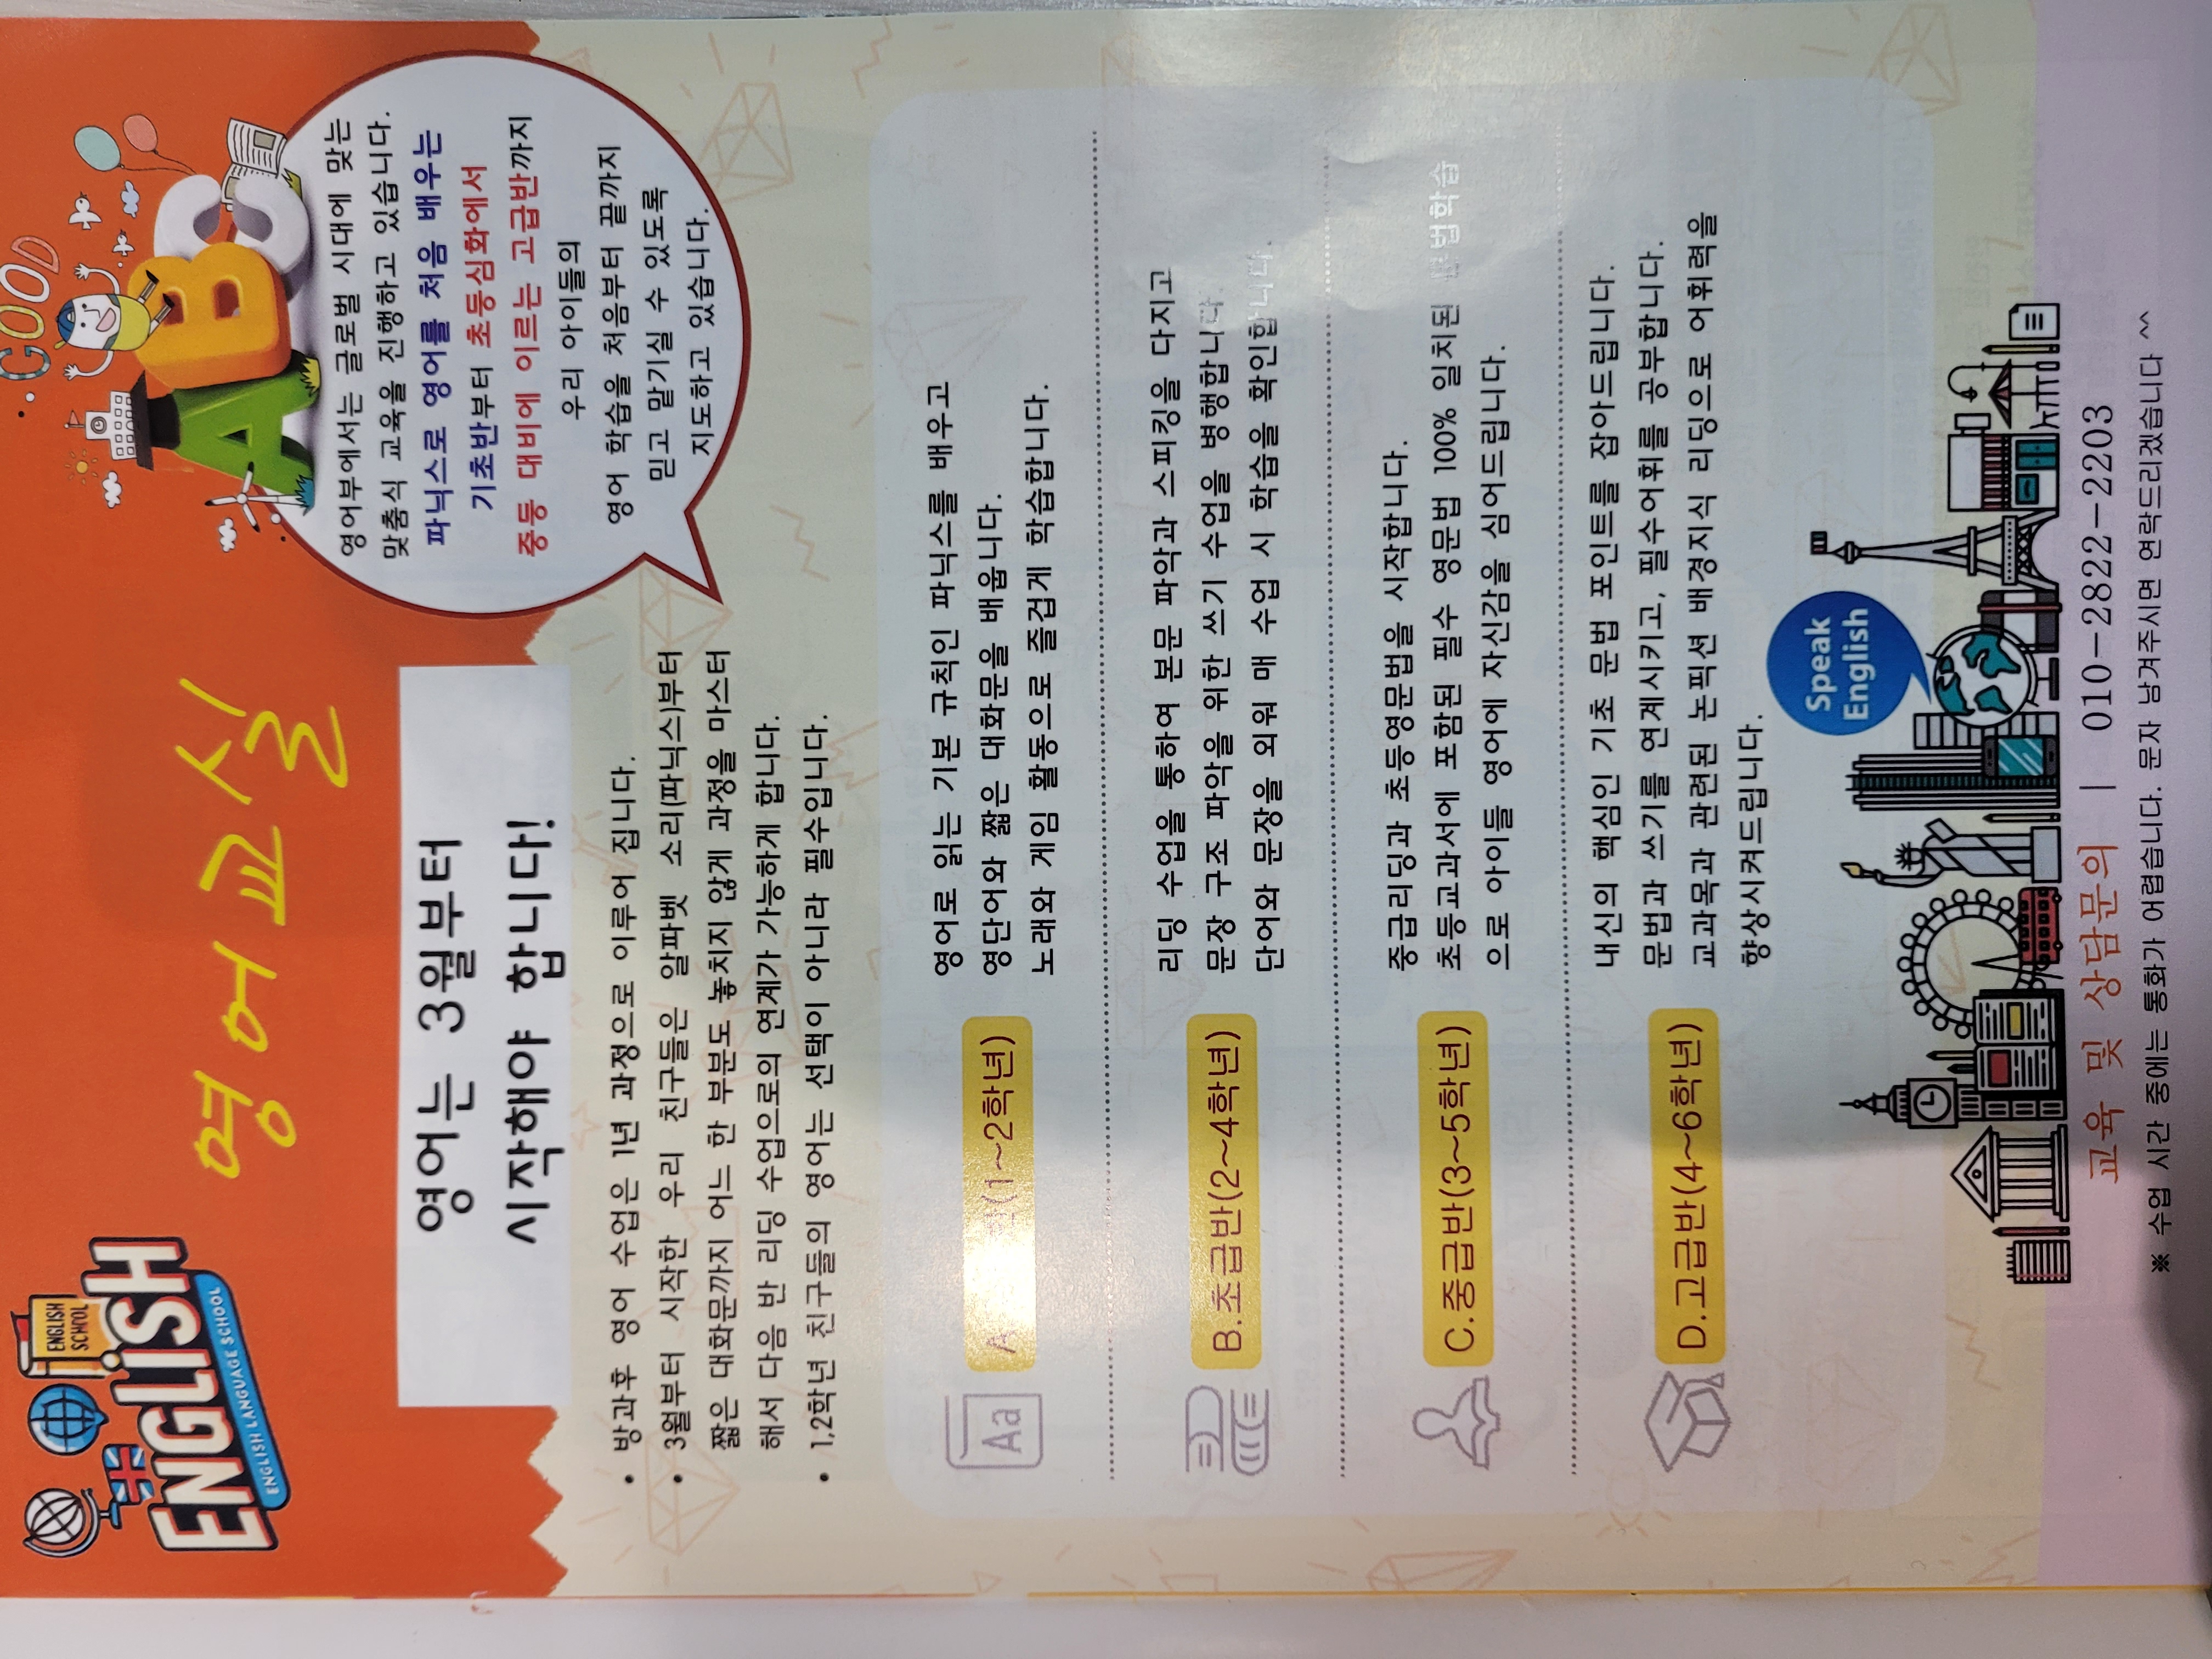 ENGLISH
SCHOOL
ENGLISH
ENGLISH LANGUAGE SCHOOL
GOOD
ABC
영어교실
영어는 3월부터
시작해야 합니다!
영어부에서는 글로벌 시대에 맞는
맞춤식 교육을 진행하고 있습니다.
파닉스로 영어를 처음 배우는
기초반부터 초등심화에서
중등 대비에 이르는 고급반까지
우리 아이들의
영어 학습을 처음부터 끝까지
믿고 맡기실 수 있도록
지도하고 있습니다.
• 방과후 영어 수업은 1년 과정으로 이루어 집니다.
• 3월부터 시작한 우리 친구들은 알파벳 소리(파닉스)부터
짧은 대화문까지 어느 한 부분도 놓치지 않게 과정을 마스터
해서 다음 반 리딩 수업으로의 연계가 가능하게 합니다.
• 1,2학년 친구들의 영어는 선택이 아니라 필수입니다.
Aa
(1~2학년)
영어로 읽는 기본 규칙인 파닉스를 배우고
영단어와 짧은 대화문을 배웁니다.
노래와 게임 활동으로 즐겁게 학습합니다.
B.초급반(2~4학년)
리딩 수업을 통하여 본문 파악과 스피킹을 다지고
문장 구조 파악을 위한 쓰기 수업을 병행합니다.
단어와 문장을 외워 매 수업 시 학습을 확인합니다.
C.중급반(3~5학년)
중급리딩과 초등영문법을 시작합니다.
초등교과서에 포함된 필수 영문법 100% 일치된 문법학습
으로 아이들 영어에 자신감을 심어드립니다.
D.고급반(4~6학년)
내신의 핵심인 기초 문법 포인트를 잡아드립니다.
문법과 쓰기를 연계시키고, 필수어휘를 공부합니다.
교과목과 관련된 논픽션 배경지식 리딩으로 어휘력을
향상시켜드립니다.
Speak
English
교육 및 상담문의 | 010-2822-2203
※ 수업 시간 중에는 통화가 어렵습니다. 문자 남겨주시면 연락드리겠습니다 ^^